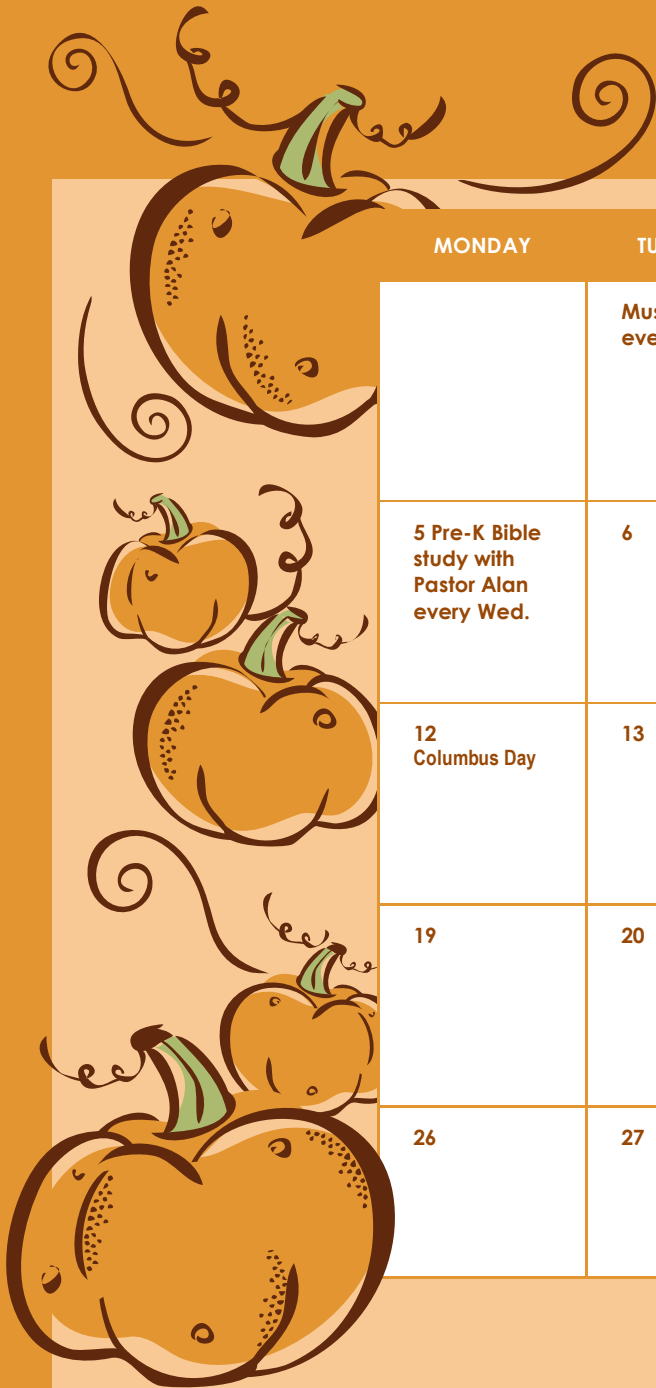 MONDAY
5 Pre-K Bible
study with
Pastor Alan
every Wed.
6
12
Columbus Day
13
19
20
26
27